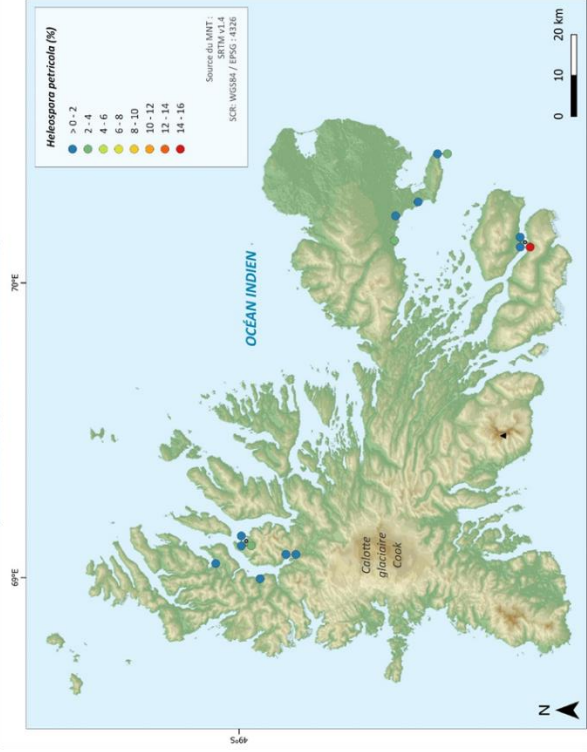 Heleospora petricola (%)
> 0 - 2
2 - 4
4 - 6
6 - 8
8 - 10
10 - 12
12 - 14
14 - 16
Source du MNT :
SRTM v1.4
SCR: WGS84 / EPSG : 4326
69°E
70°E
49°S
OCÉAN INDIEN
Calotte
glaciaire
Cook
N
0 10 20 km